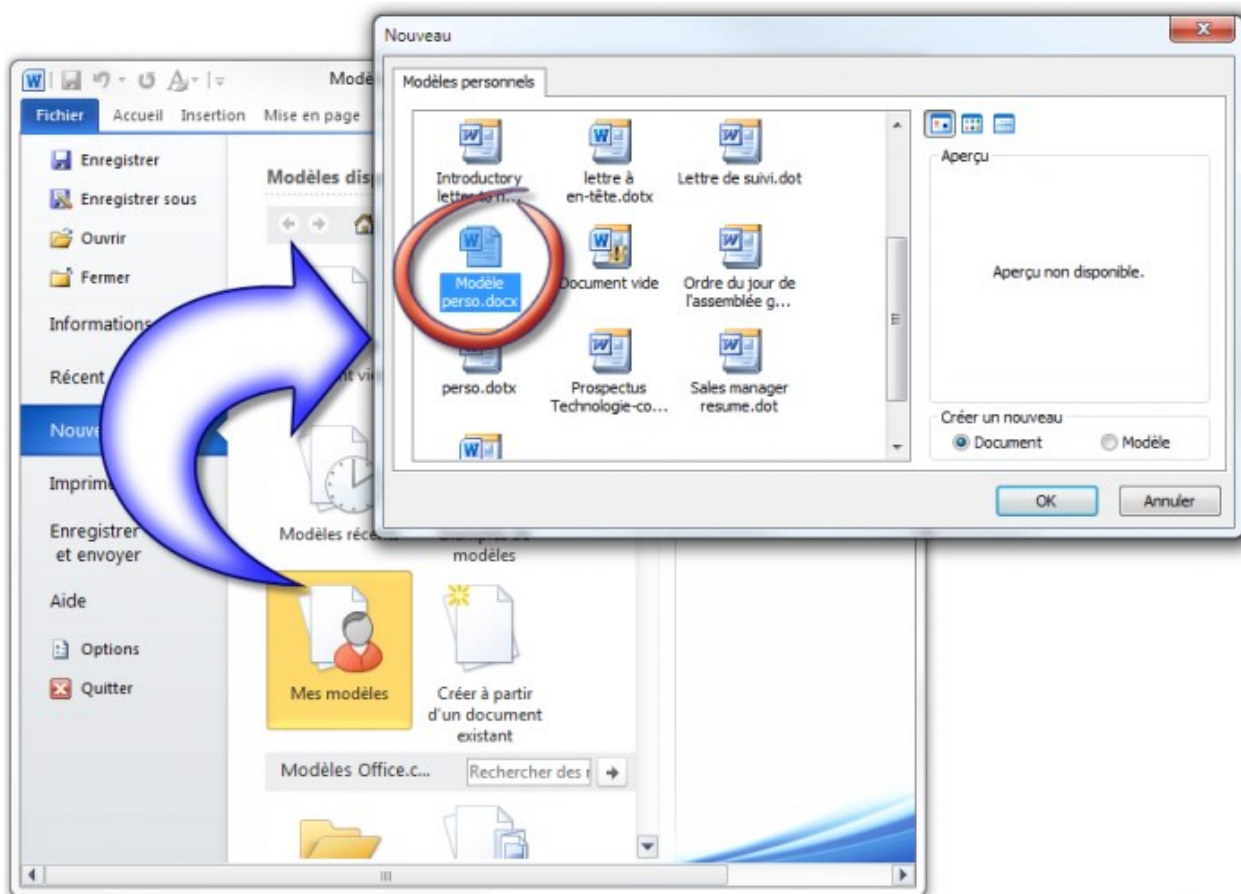 Nouveau
Modèles personnels
Introductory
letter to n...
lettre à
en-tête.dotx
Lettre de suivi.dot
Modèle
perso.docx
Document vide
Ordre du jour de
l'assemblée g...
perso.dotx
Prospectus
Technologie-co...
Sales manager
resume.dot
Aperçu
Aperçu non disponible.
Créer un nouveau
Document
Modèle
OK
Annuler
Fichier
Accueil
Insertion
Mise en page
Enregistrer
Enregistrer sous
Ouvrir
Fermer
Informations
Récent
Imprim
Enregistrer
et envoyer
Aide
Options
Quitter
Modèles
modèles
Mes modèles
Créer à partir
d'un document
existant
Modèles Office.c...
Rechercher des